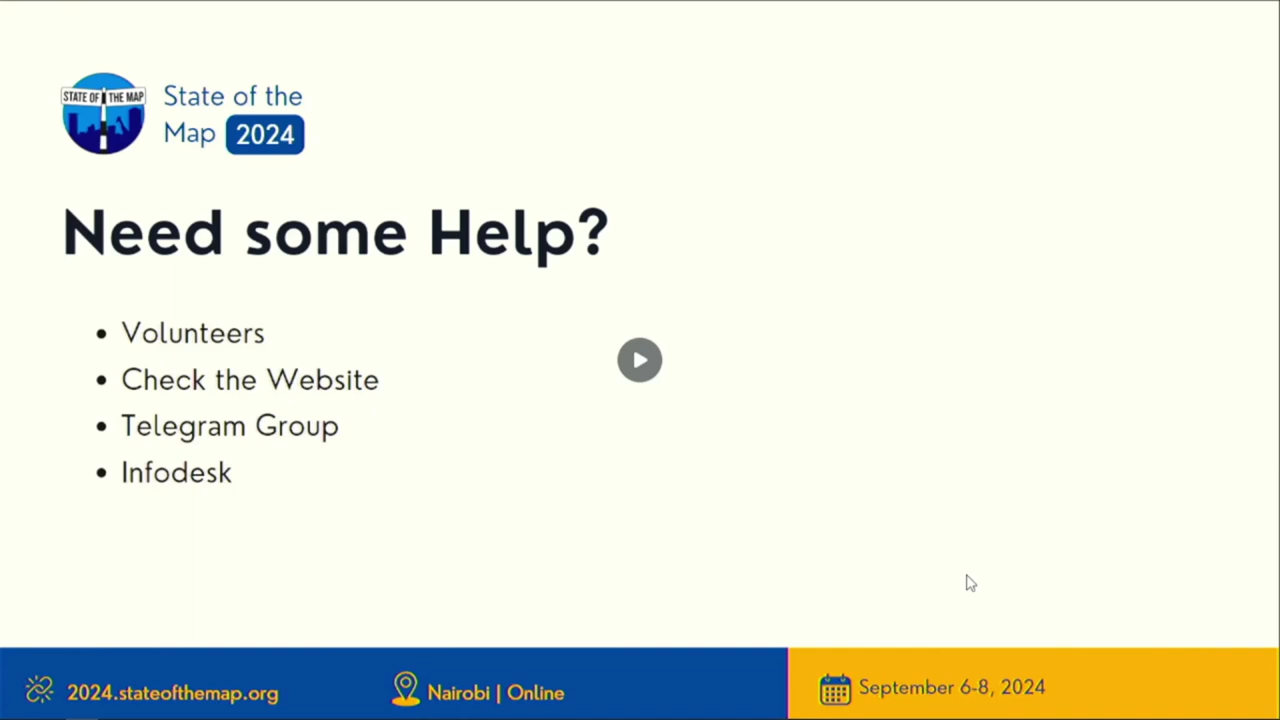 STATE OF THE MAP
State of the
Map 2024
Need some Help?
• Volunteers
• Check the Website
• Telegram Group
• Infodesk
2024.stateofthemap.org
Nairobi | Online
September 6-8, 2024